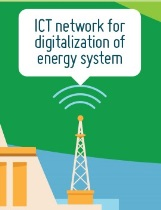 ICT network for
digitalization of
energy system